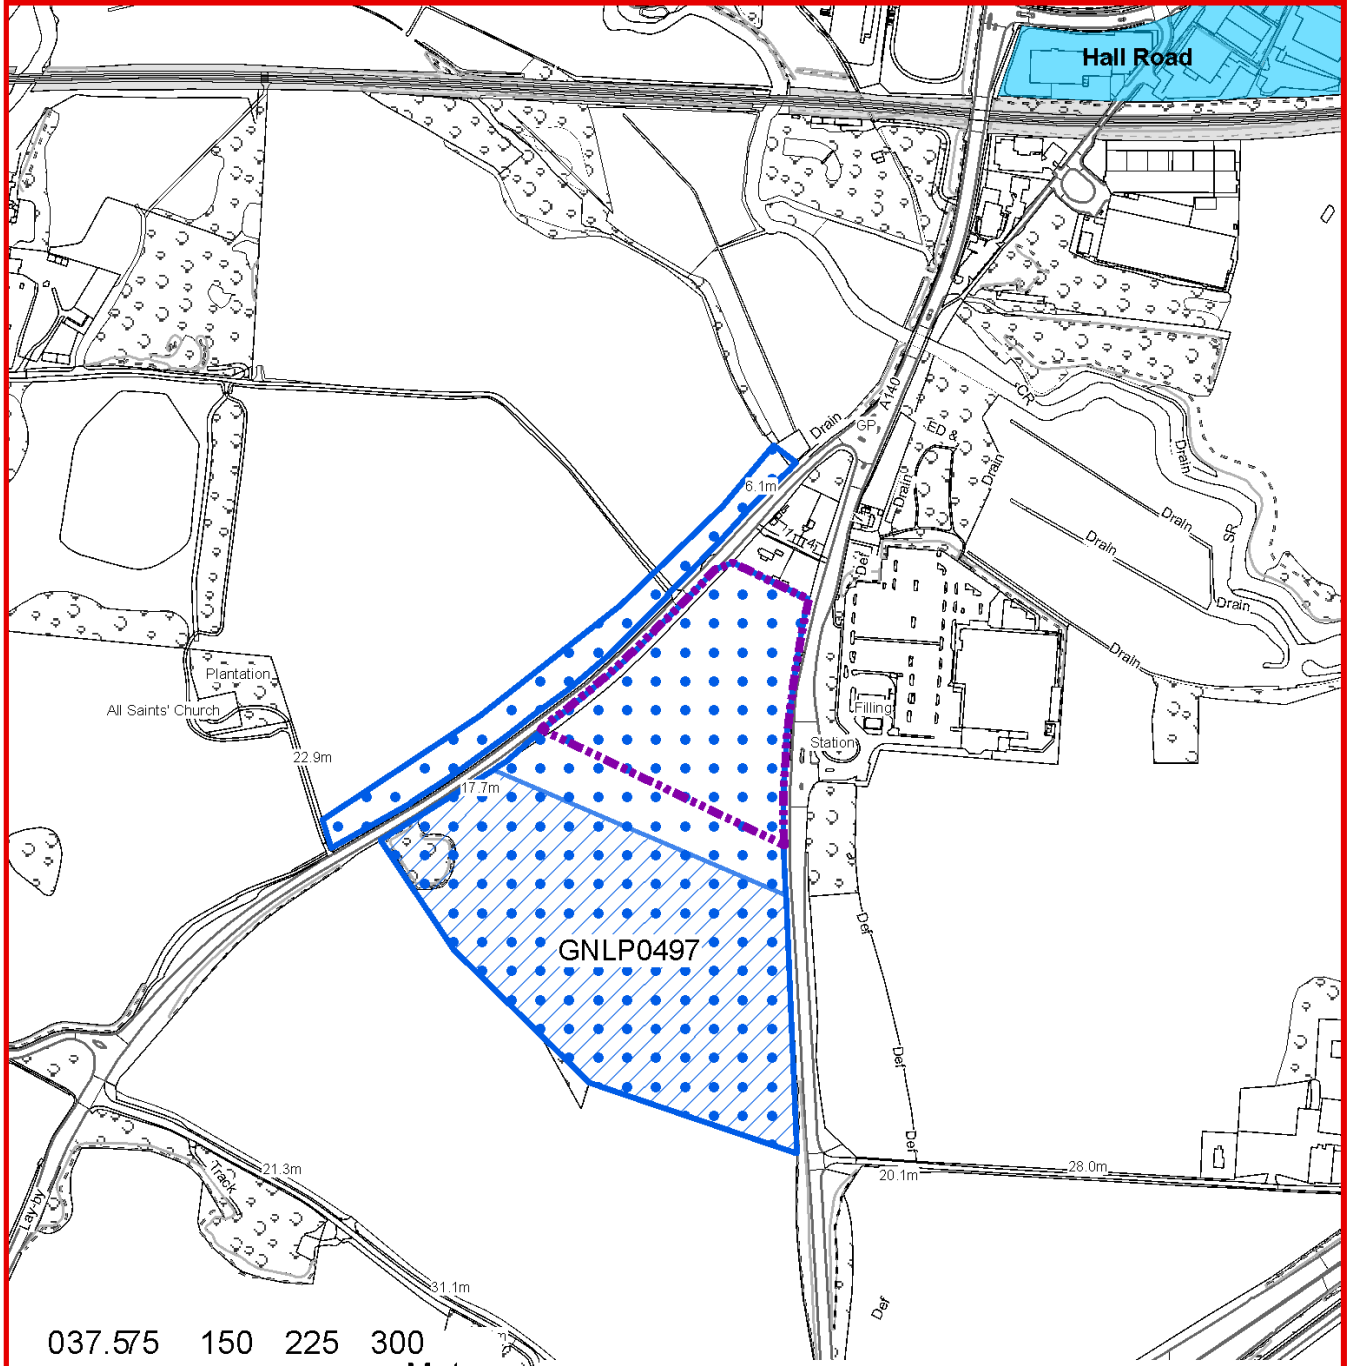 Hall Road
A140
Drain
GP
CR
ED &
Drain
Drain
6.1m
Drain
Drain
SR
Drain
Def
Drain
Drain
Plantation
All Saints' Church
Filling
Station
22.9m
17.7m
Def
GNLP0497
Def
Def
28.0m
20.1m
21.3m
Track
Lay-by
31.1m
Def
037.575 150 225 300